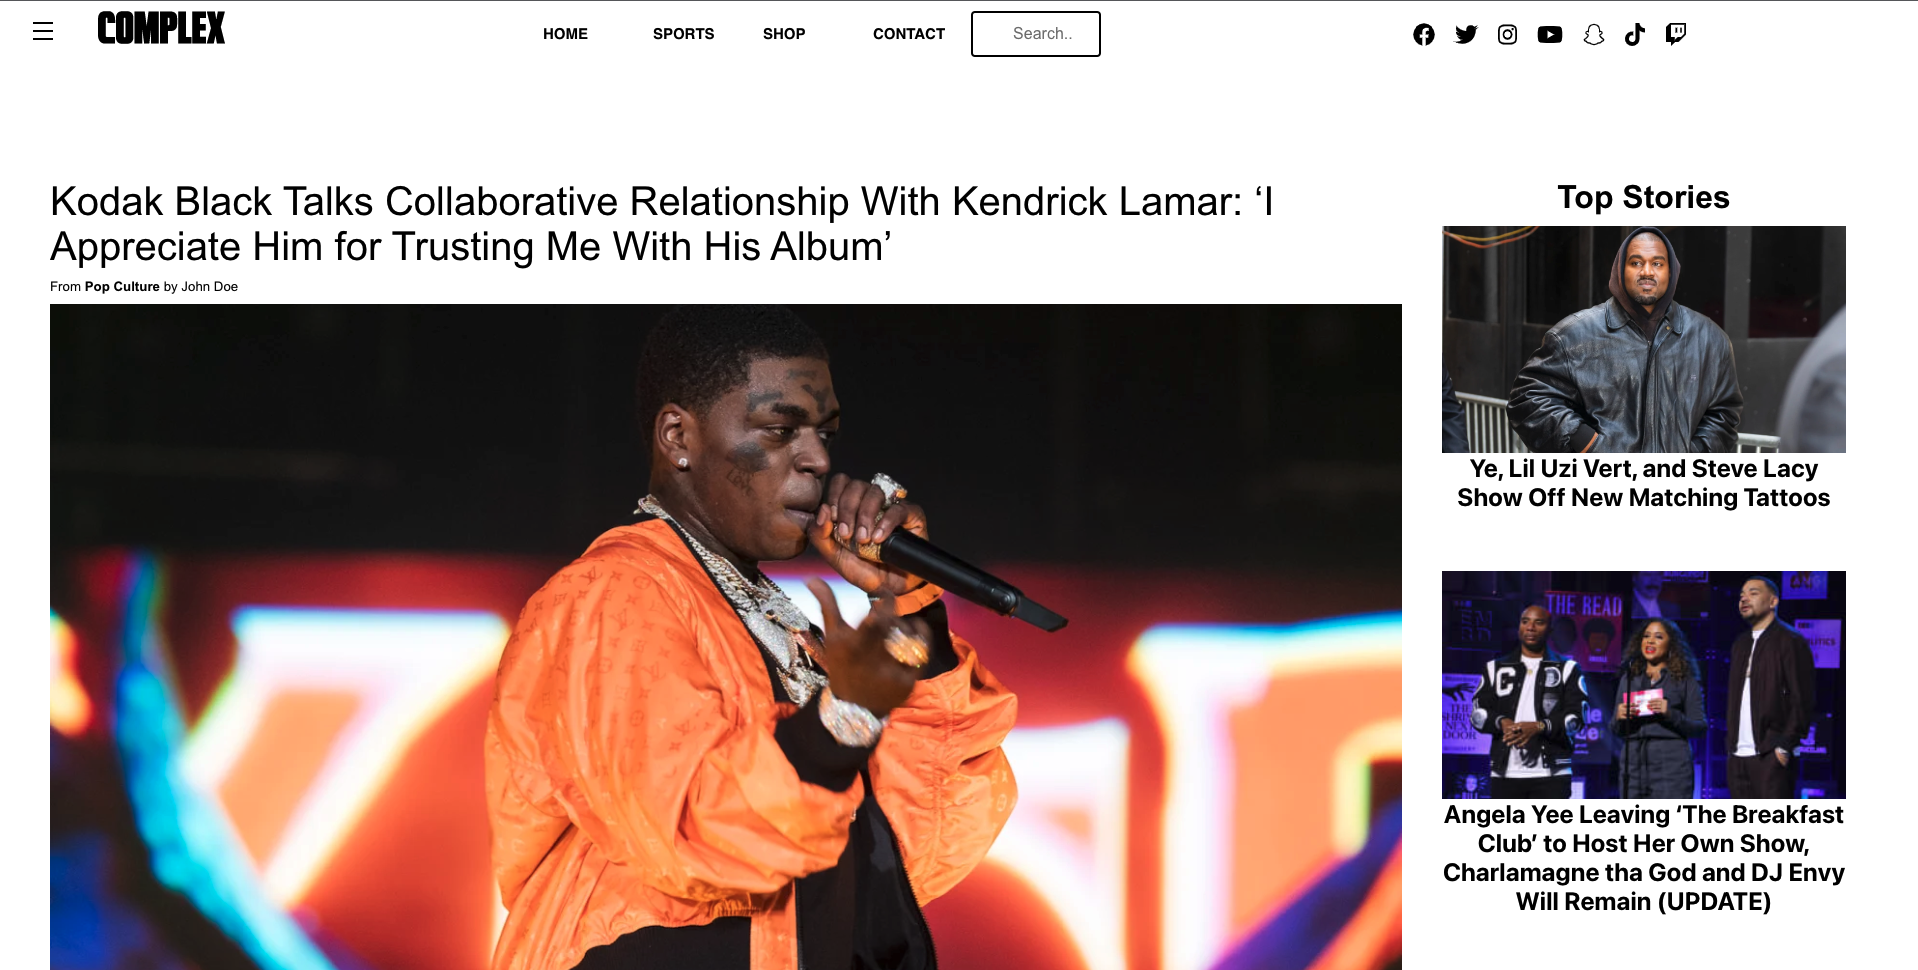 COMPLEX
HOME
SPORTS
SHOP
CONTACT
Search..
Kodak Black Talks Collaborative Relationship With Kendrick Lamar: ‘I
Appreciate Him for Trusting Me With His Album’
From Pop Culture by John Doe
Top Stories
Ye, Lil Uzi Vert, and Steve Lacy
Show Off New Matching Tattoos
THE READ
C
THE
DOOR
Angela Yee Leaving ‘The Breakfast
Club’ to Host Her Own Show,
Charlamagne tha God and DJ Envy
Will Remain (UPDATE)